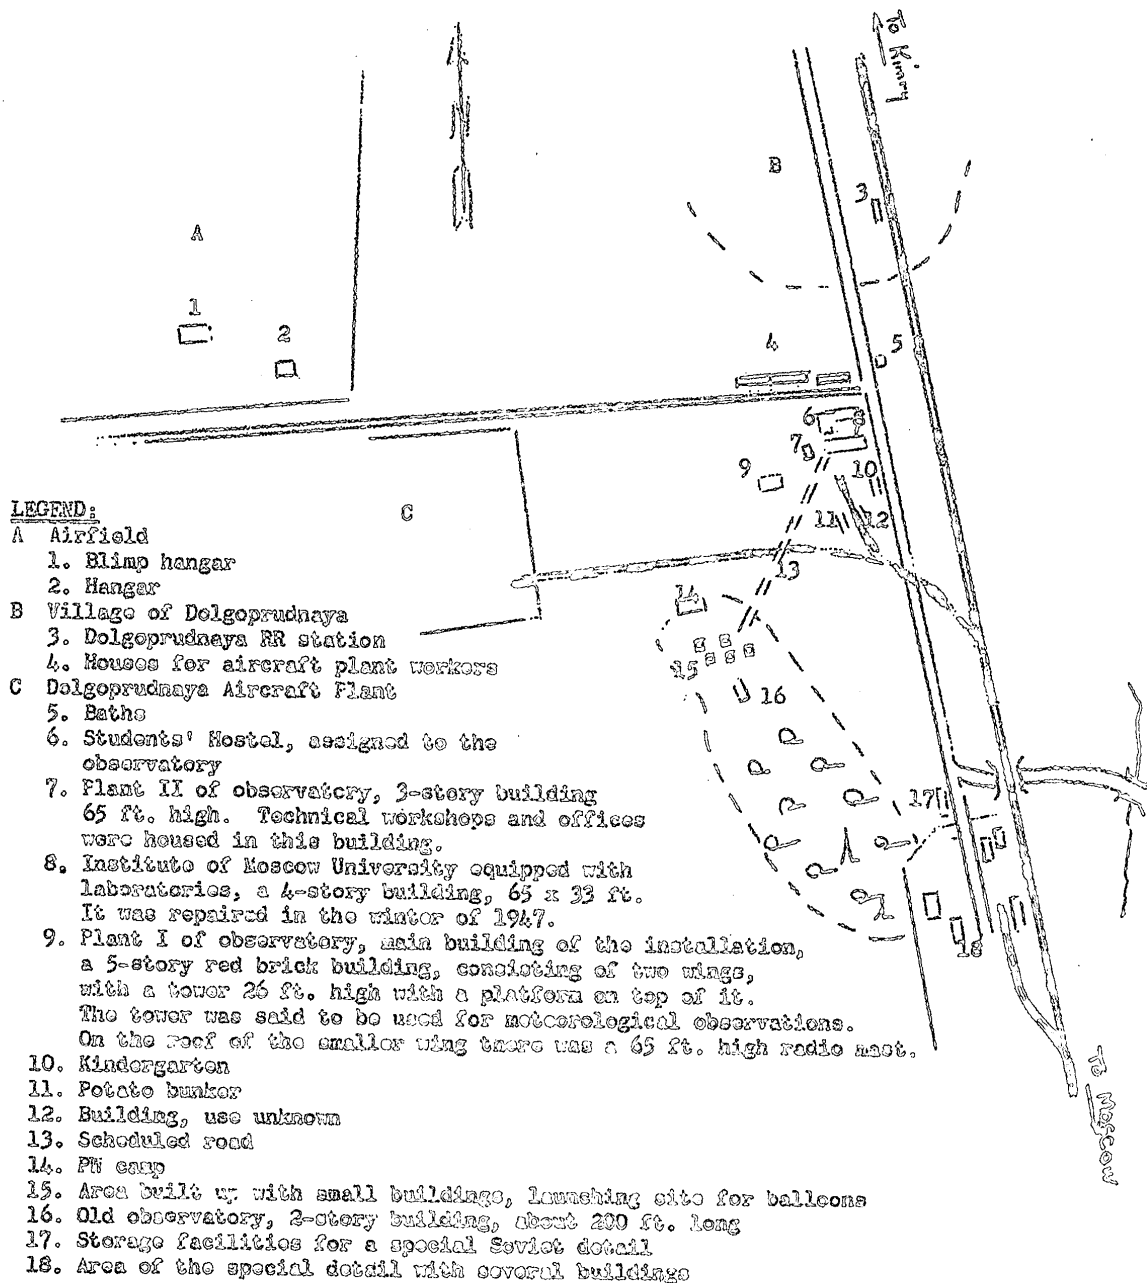 To Kimry
B
3
A
1
2
4
5
6
8
7
9
10
C
11
12
13
14
15
16
17
18
To Moscow
LEGEND:
A Airfield
1. Blimp hangar
2. Hangar
B Village of Dolgoprudnaya
3. Dolgoprudnaya RR station
4. Houses for aircraft plant workers
C Dolgoprudnaya Aircraft Plant
5. Baths
6. Students' Hostel, assigned to the
observatory
7. Plant II of observatory, 3-story building
65 ft. high. Technical workshops and offices
were housed in this building.
8. Institute of Moscow University equipped with
laboratories, a 4-story building, 65 x 33 ft.
It was repaired in the winter of 1947.
9. Plant I of observatory, main building of the installation,
a 5-story red brick building, consisting of two wings,
with a tower 26 ft. high with a platform on top of it.
The tower was said to be used for meteorological observations.
On the roof of the smaller wing there was a 65 ft. high radio mast.
10. Kindergarten
11. Potato bunker
12. Building, use unknown
13. Scheduled road
14. PW camp
15. Area built up with small buildings, launching site for balloons
16. Old observatory, 2-story building, about 200 ft. long
17. Storage facilities for a special Soviet detail
18. Area of the special detail with several buildings